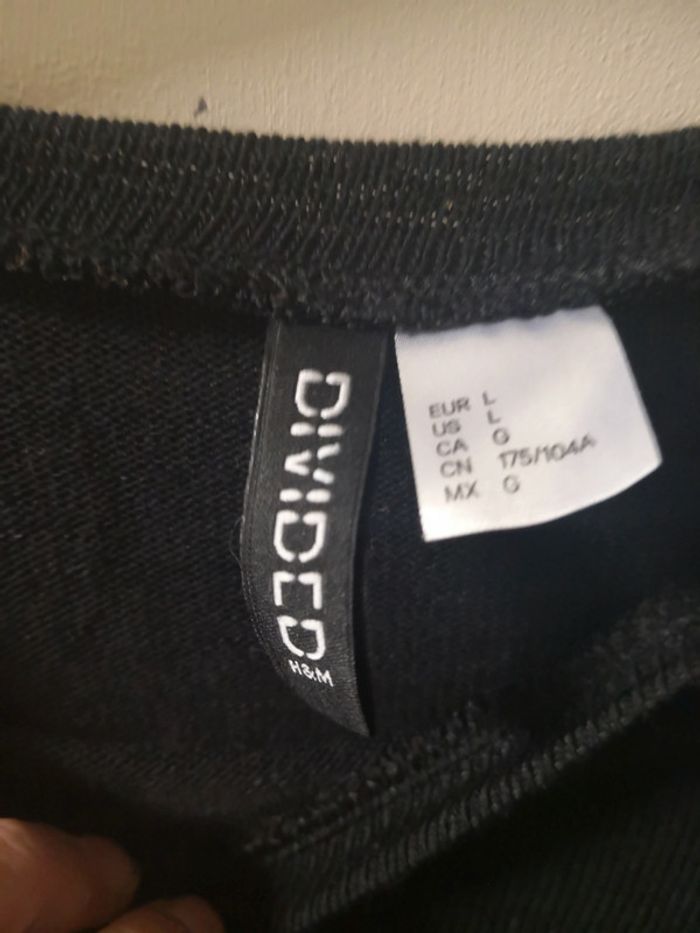 DIVIDED
H&M
EUR L
US L
CA G
CN 175/104A
MX G